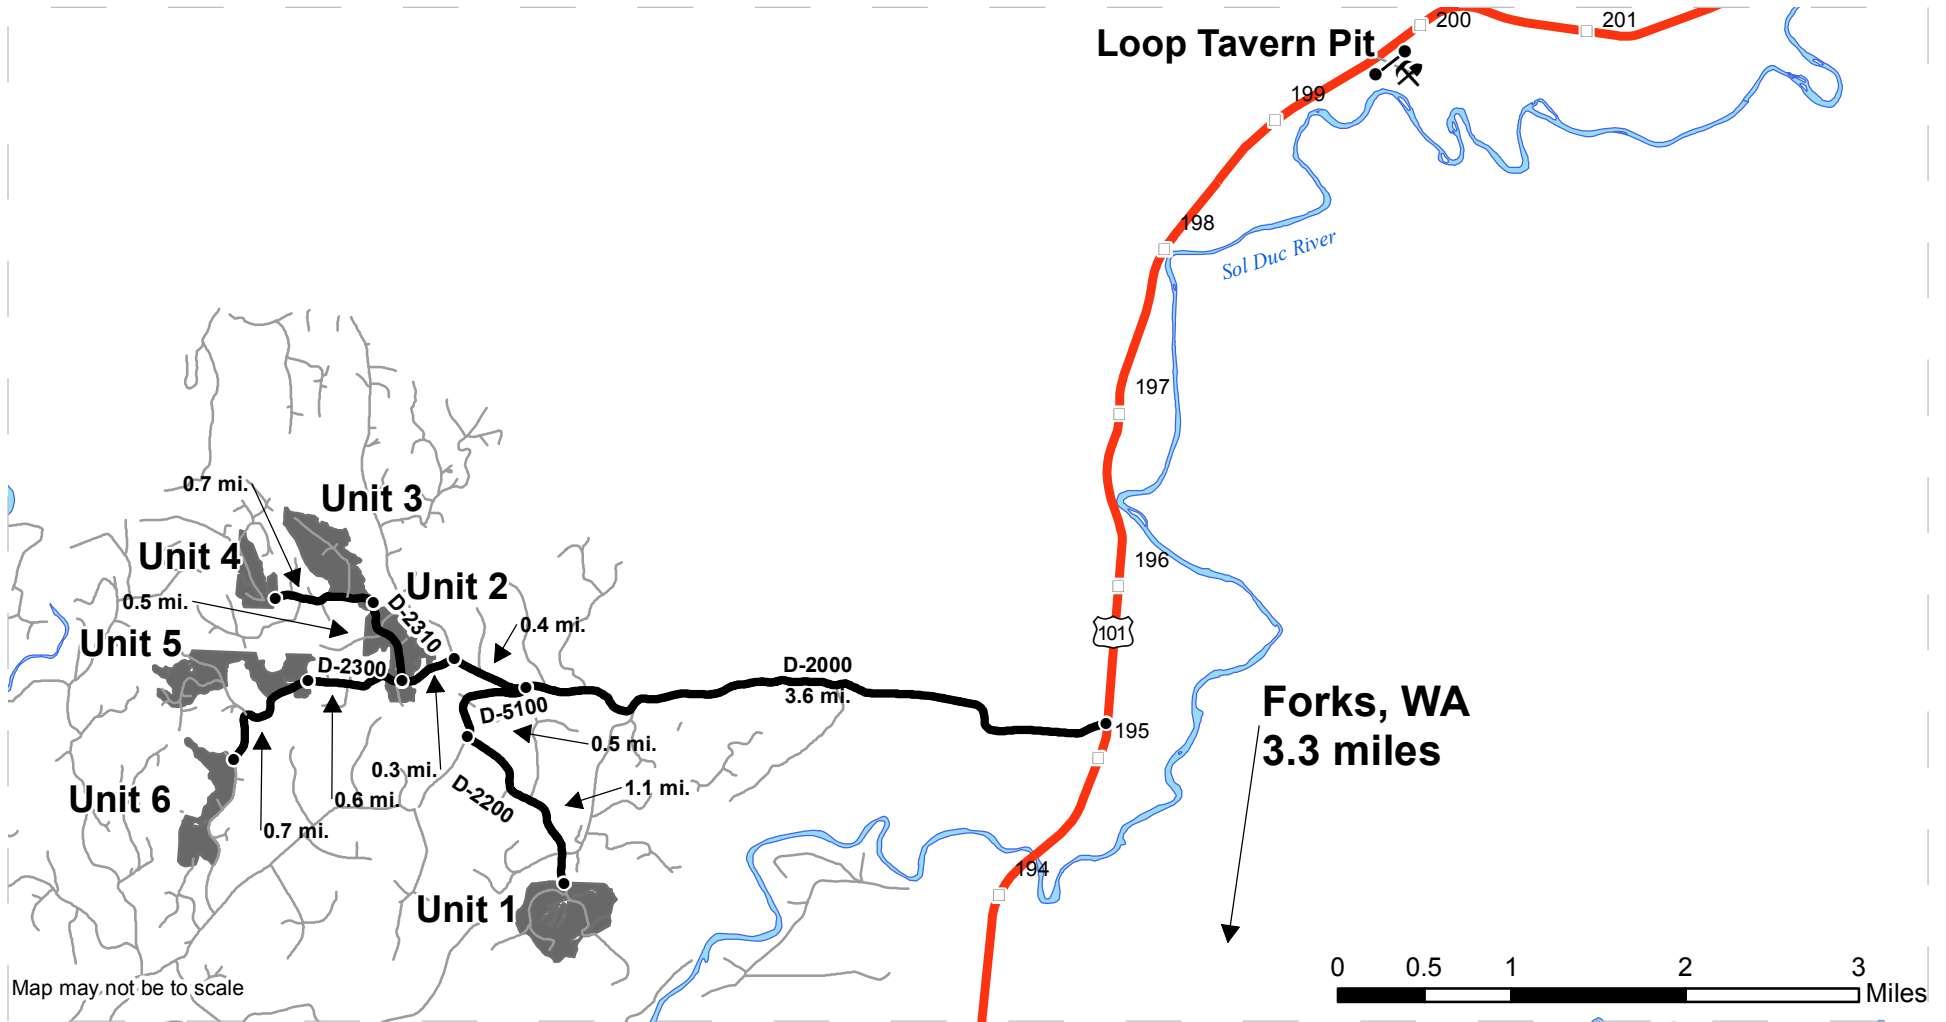 200
201
Loop Tavern Pit
199
198
Sol Duc River
197
0.7 mi.
Unit 3
Unit 4
196
Unit 2
0.5 mi.
D-2310
0.4 mi.
101
Unit 5
D-2300
D-2000
3.6 mi.
D-5100
195
Forks, WA
3.3 miles
0.5 mi.
0.3 mi.
D-2200
1.1 mi.
Unit 6
0.6 mi.
0.7 mi.
194
Unit 1
Map may not be to scale
0 0.5 1 2 3
Miles